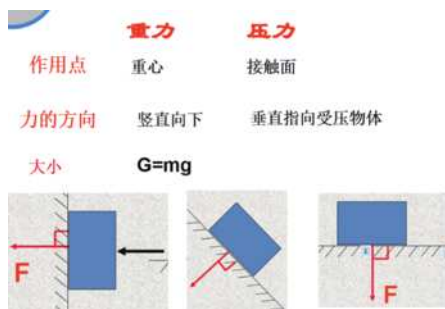 重力 压力
作用点 重心 接触面
力的方向 竖直向下 垂直指向受压物体
大小 G=mg
F F F